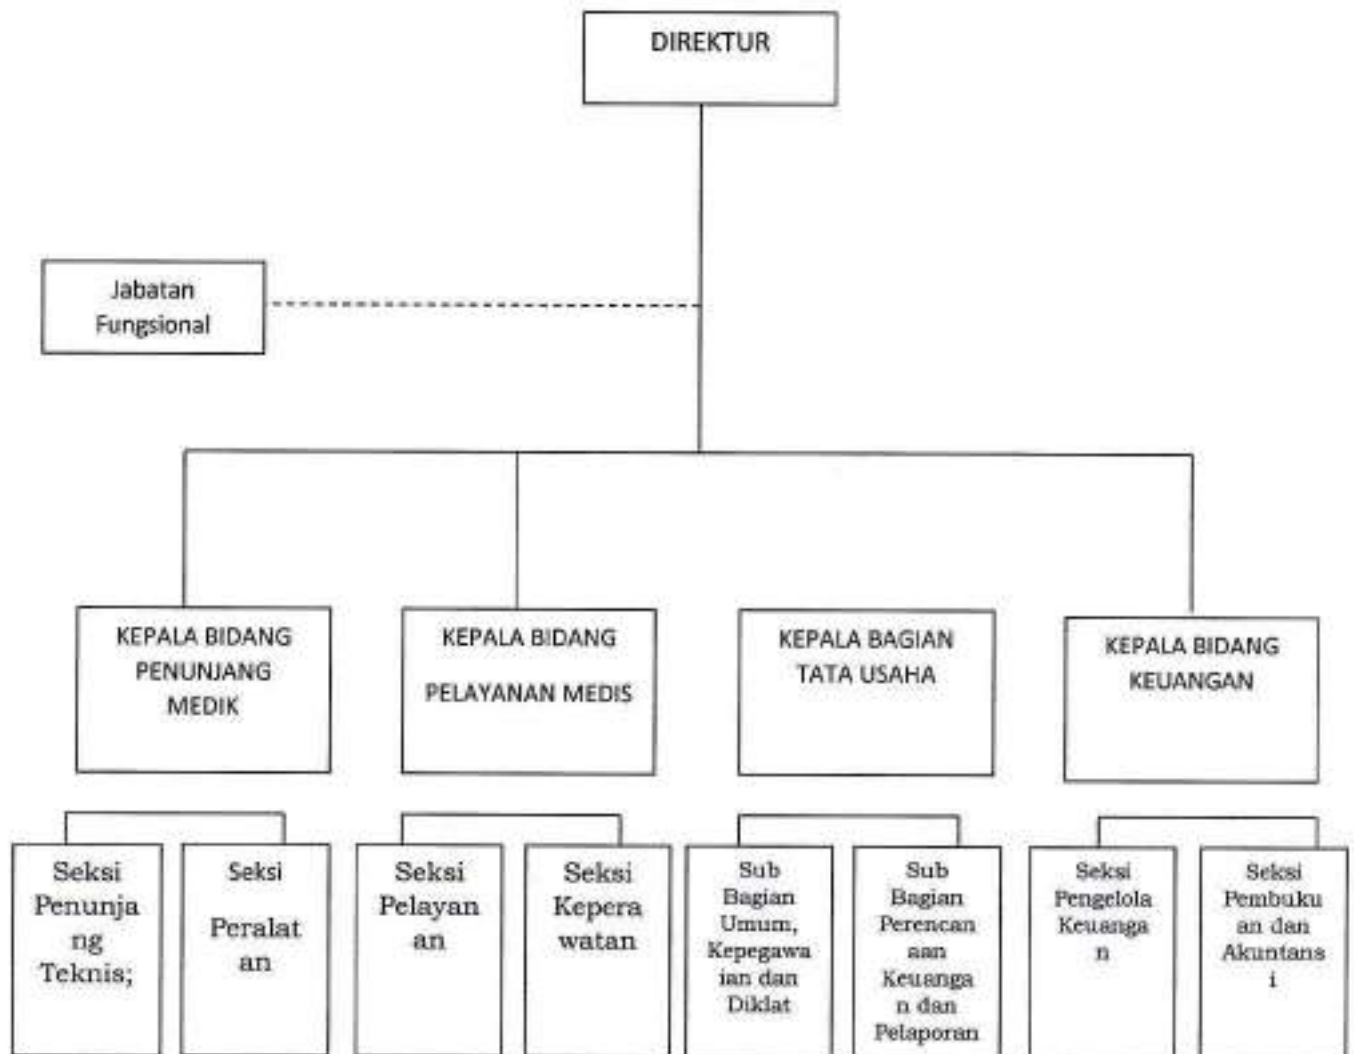 DIREKTUR
Jabatan
Fungsional
KEPALA BIDANG
PENUNJANG
MEDIK
KEPALA BIDANG
PELAYANAN MEDIS
KEPALA BAGIAN
TATA USAHA
KEPALA BIDANG
KEUANGAN
Seksi
Penunja
ng
Teknis;
Seksi
Peralat
an
Seksi
Pelayan
an
Seksi
Kepera
watan
Sub
Bagian
Umum,
Kepegawa
ian dan
Diklat
Sub
Bagian
Perencan
aan
Keuanga
n dan
Pelaporan
Seksi
Pengelola
Keuanga
n
Seksi
Pembuku
an dan
Akuntans
i